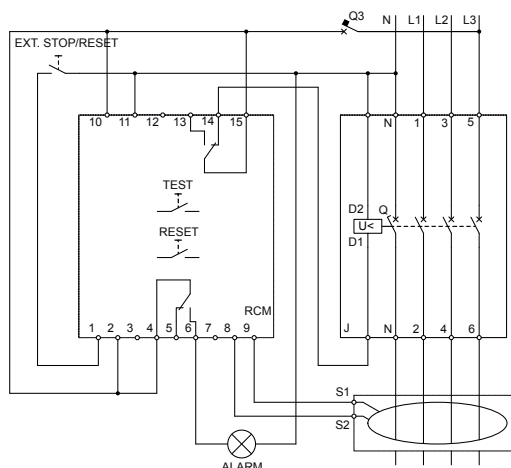 Q3 N L1 L2 L3
EXT. STOP/RESET
10 11 12 13 14 15 N 1 3 5
TEST
D2 Q
U<
D1
RESET
RCM
1 2 3 4 5 6 7 8 9 J N 2 4 6
S1
S2
ALARM